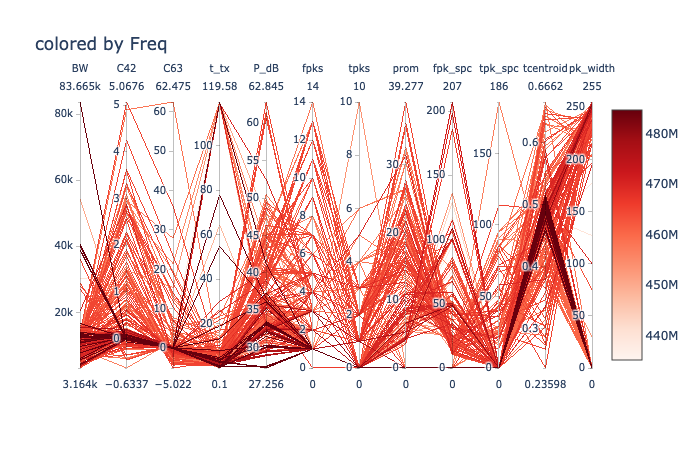 colored by Freq
BW C42 C63 t_tx P_dB fpks tpks prom fpk_spc tpk_spc tcentroid pk_width
83.665k 5.0676 62.475 119.58 62.845 14 10 39.277 207 186 0.6662 255
80k 60k 40k 20k
5 4 3 2 1 0
60 50 40 30 20 10 0
100 80 60 40 20
60 55 50 45 40 35 30
14 12 10 8 6 4 2 0
10 8 6 4 2 0
30 20 10 0
200 150 100 50 0
150 100 50 0
0.6 0.5 0.4 0.3
250 200 150 100 50 0
3.164k −0.6337 −5.022 0.1 27.256 0 0 0 0 0 0.23598 0
480M
470M
460M
450M
440M